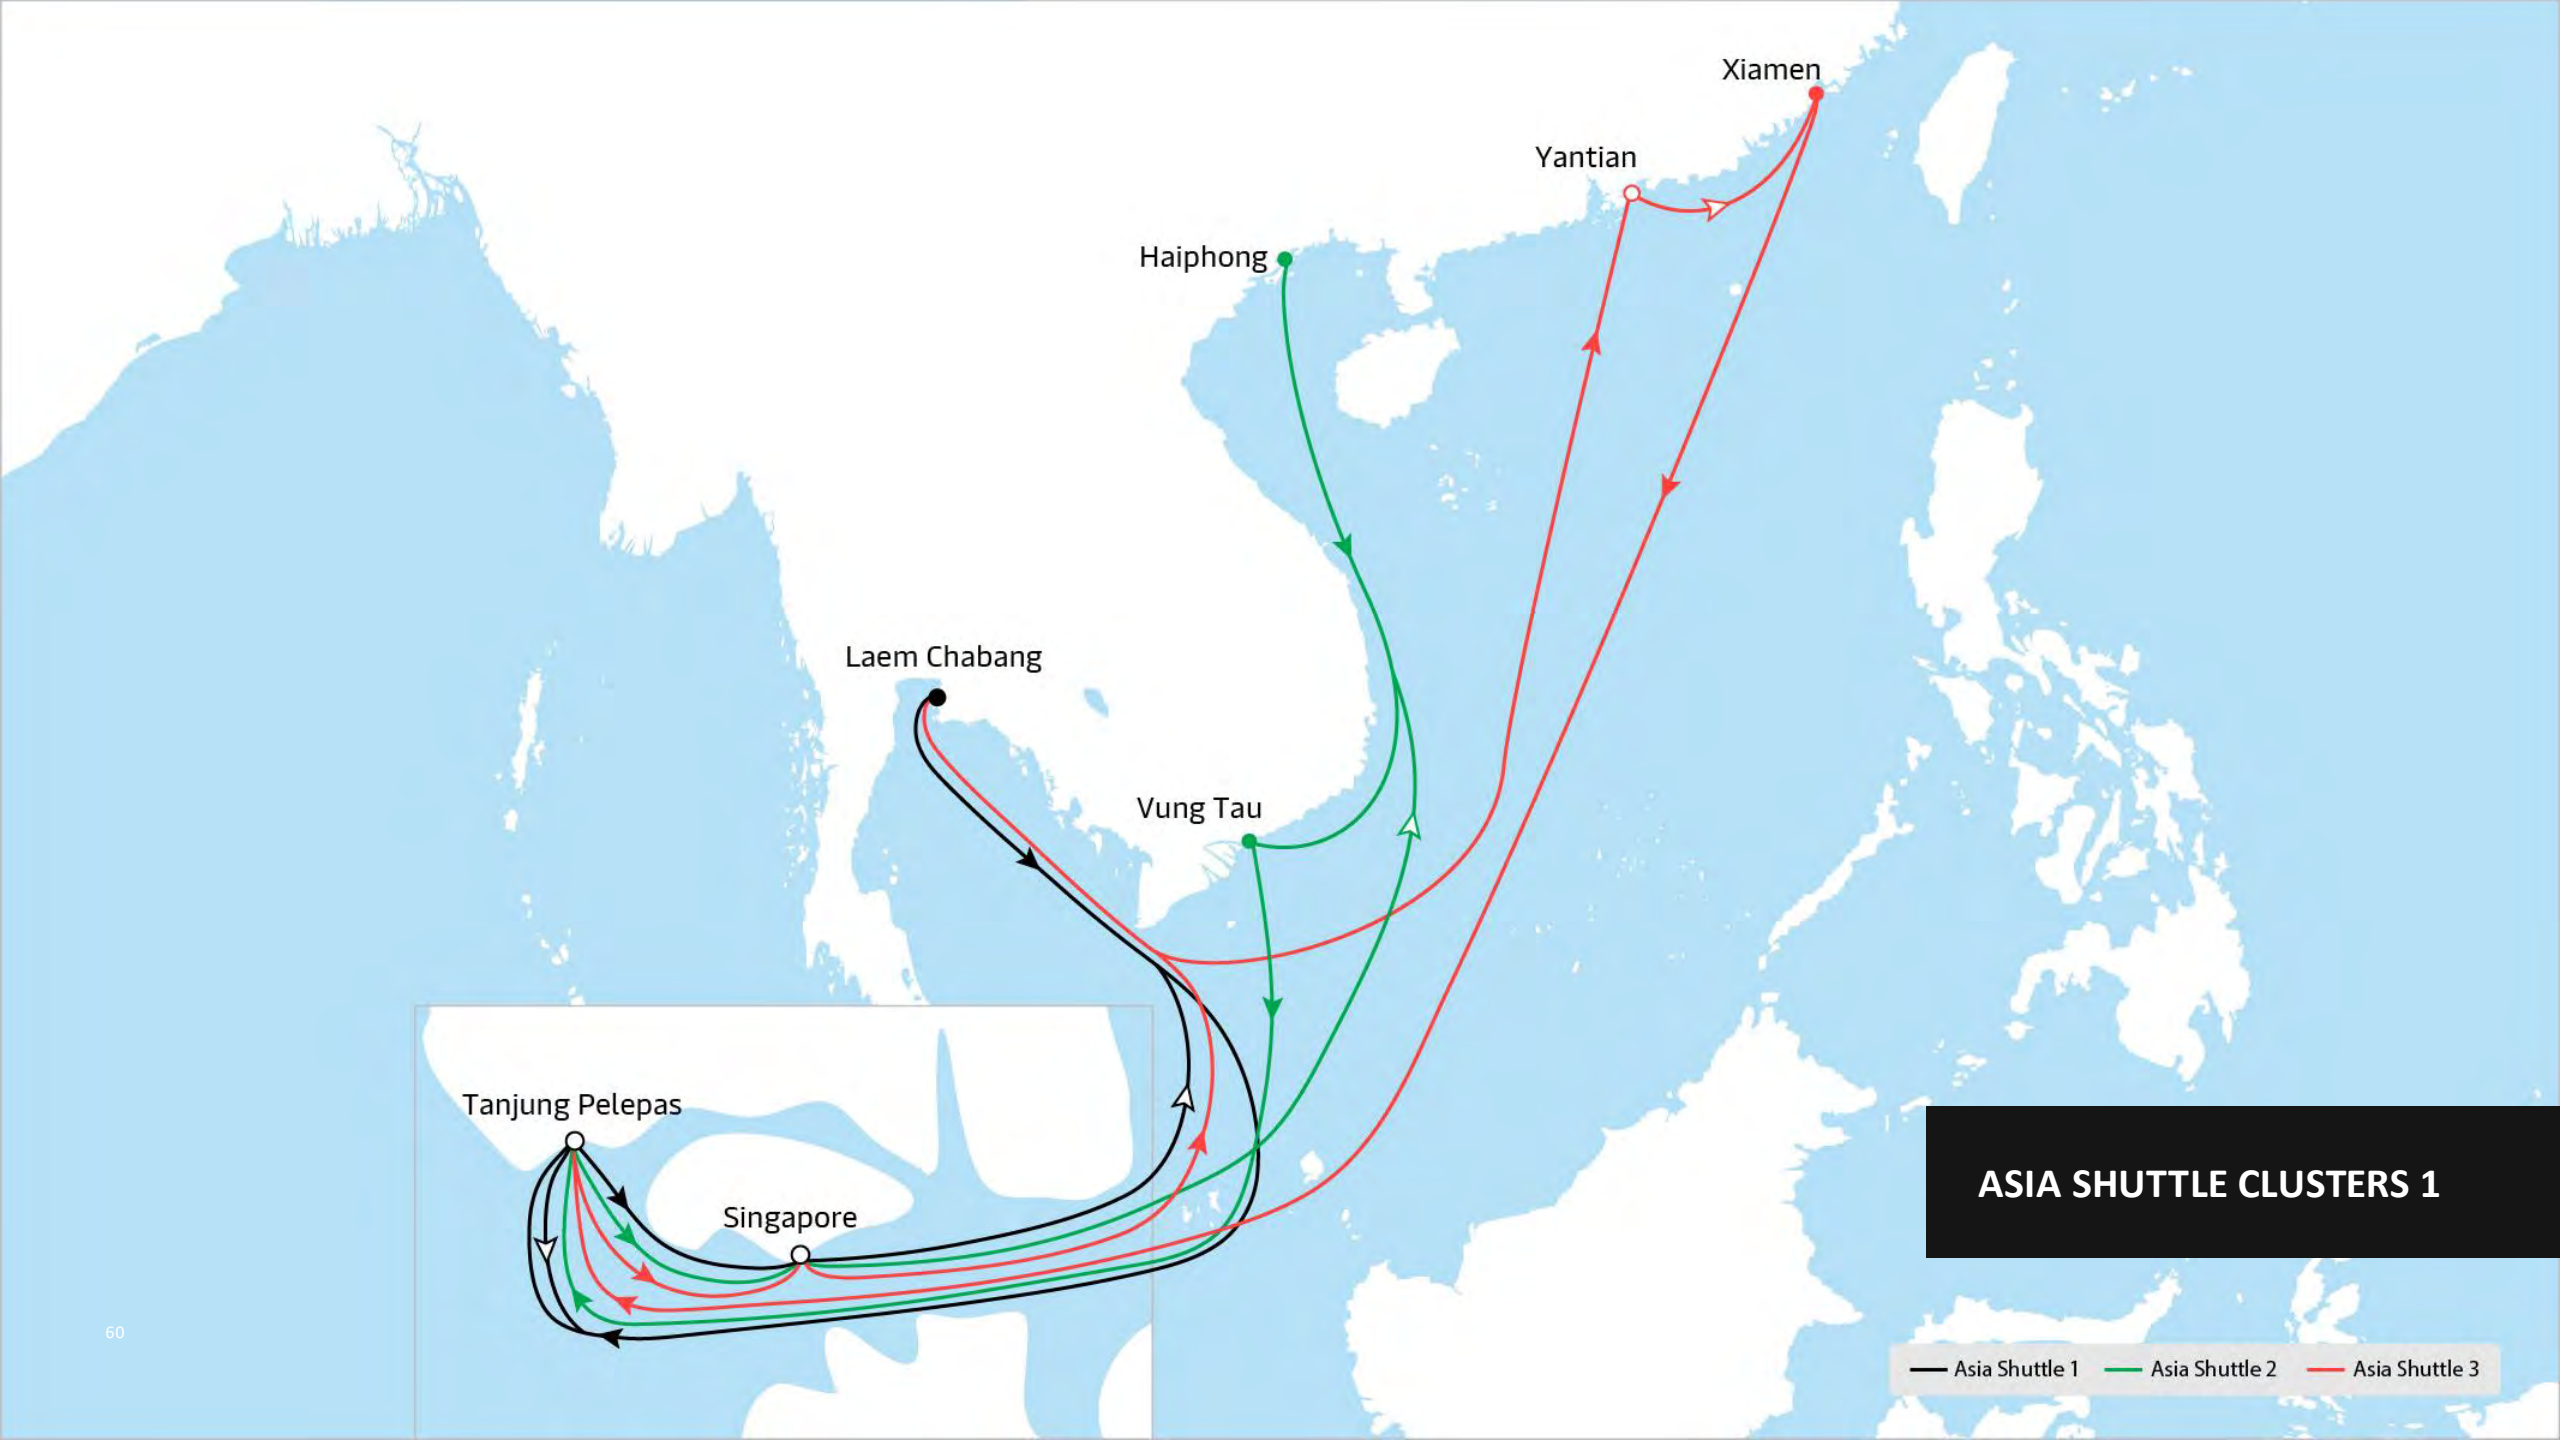 Xiamen
Yantian
Haiphong
Laem Chabang
Vung Tau
Tanjung Pelepas
Singapore
ASIA SHUTTLE CLUSTERS 1
60
Asia Shuttle 1
Asia Shuttle 2
Asia Shuttle 3